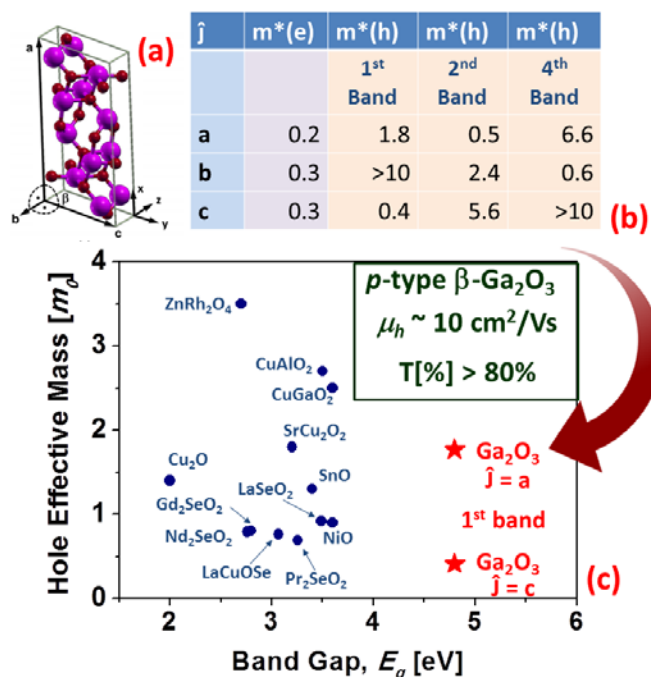 (a)
a
b
β
c
x
z
y
ĵ m*(e) m*(h) m*(h) m*(h)
1st Band 2nd Band 4th Band
a 0.2 1.8 0.5 6.6
b 0.3 >10 2.4 0.6
c 0.3 0.4 5.6 >10
(b)
Hole Effective Mass [mo]
4
3
2
1
0
p-type β-Ga2O3
μh ~ 10 cm2/Vs
T[%] > 80%
ZnRh2O4
CuAlO2
CuGaO2
SrCu2O2
Cu2O
SnO
LaSeO2
Gd2SeO2
Nd2SeO2
NiO
LaCuOSe
Pr2SeO2
Ga2O3
ĵ = a
1st band
Ga2O3
ĵ = c
(c)
2 3 4 5 6
Band Gap, Eg [eV]